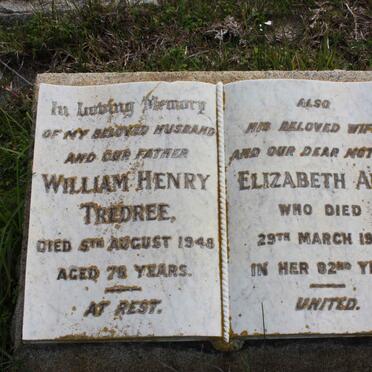 In Loving Memory
OF MY BELOVED HUSBAND
AND OUR FATHER
WILLIAM HENRY
TREDREE,
DIED 5TH AUGUST 1948
AGED 78 YEARS.
AT REST.
ALSO
HIS BELOVED
AND OUR DEAR
ELIZABETH
WHO DIED
29TH MARCH
IN HER 82ND
UNITED.